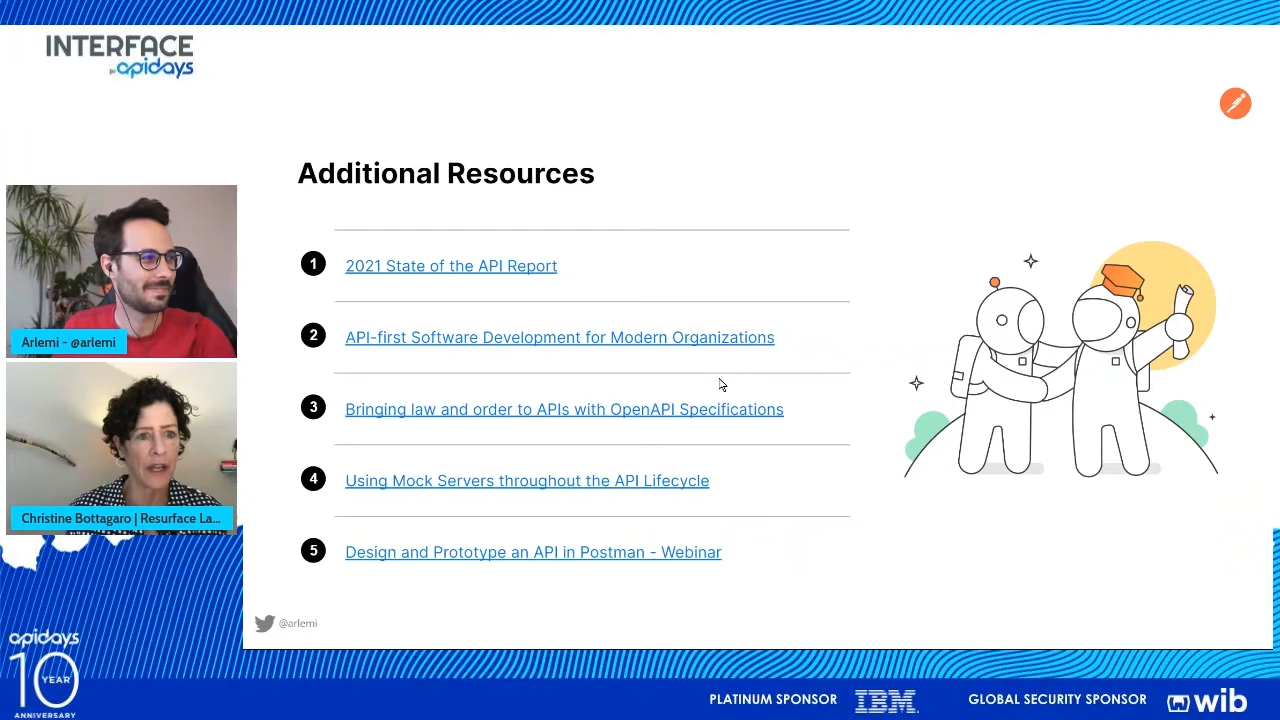 INTERFACE
BY apidays
Additional Resources
1 2021 State of the API Report
2 API-first Software Development for Modern Organizations
3 Bringing law and order to APIs with OpenAPI Specifications
4 Using Mock Servers throughout the API Lifecycle
5 Design and Prototype an API in Postman - Webinar
Arlemi - @arlemi
Christine Bottagaro | Resurface La...
@arlemi
apidays
10
YEAR
ANNIVERSARY
PLATINUM SPONSOR IBM GLOBAL SECURITY SPONSOR wib